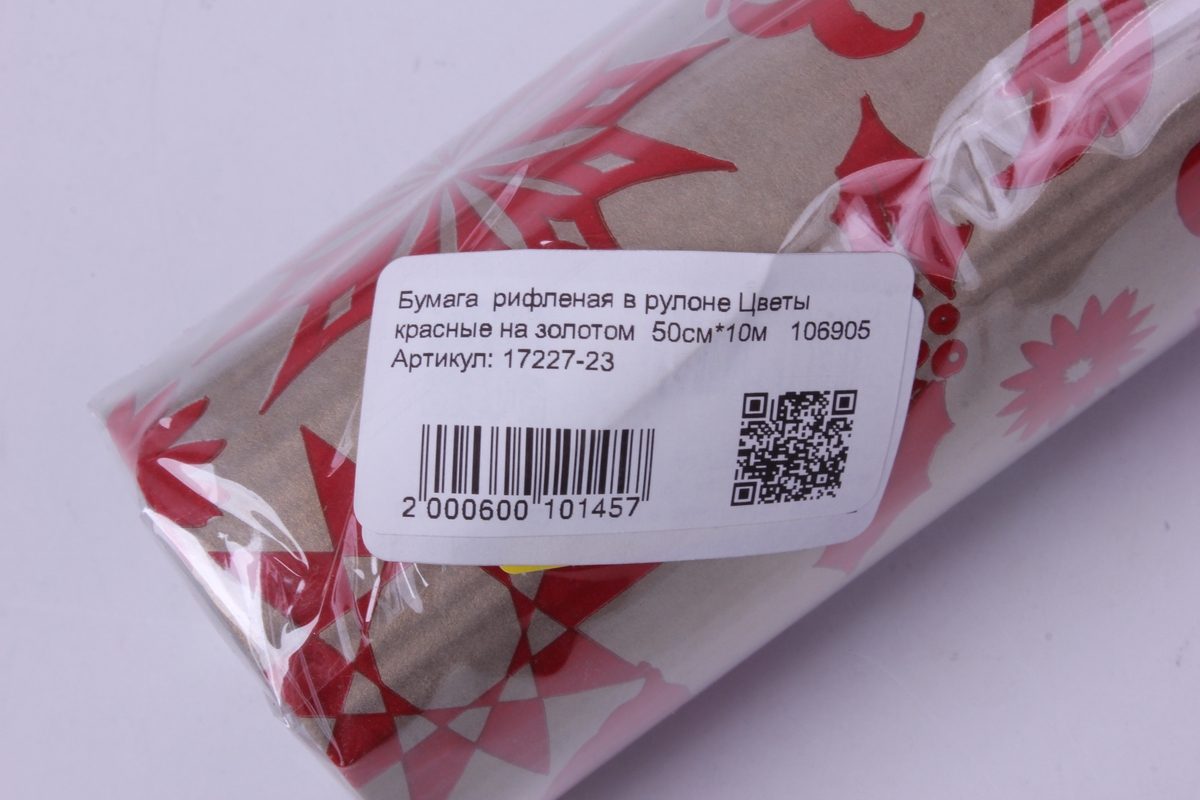 Бумага рифленая в рулоне Цветы
красные на золотом 50см*10м 106905
Артикул: 17227-23
2 000600 101457